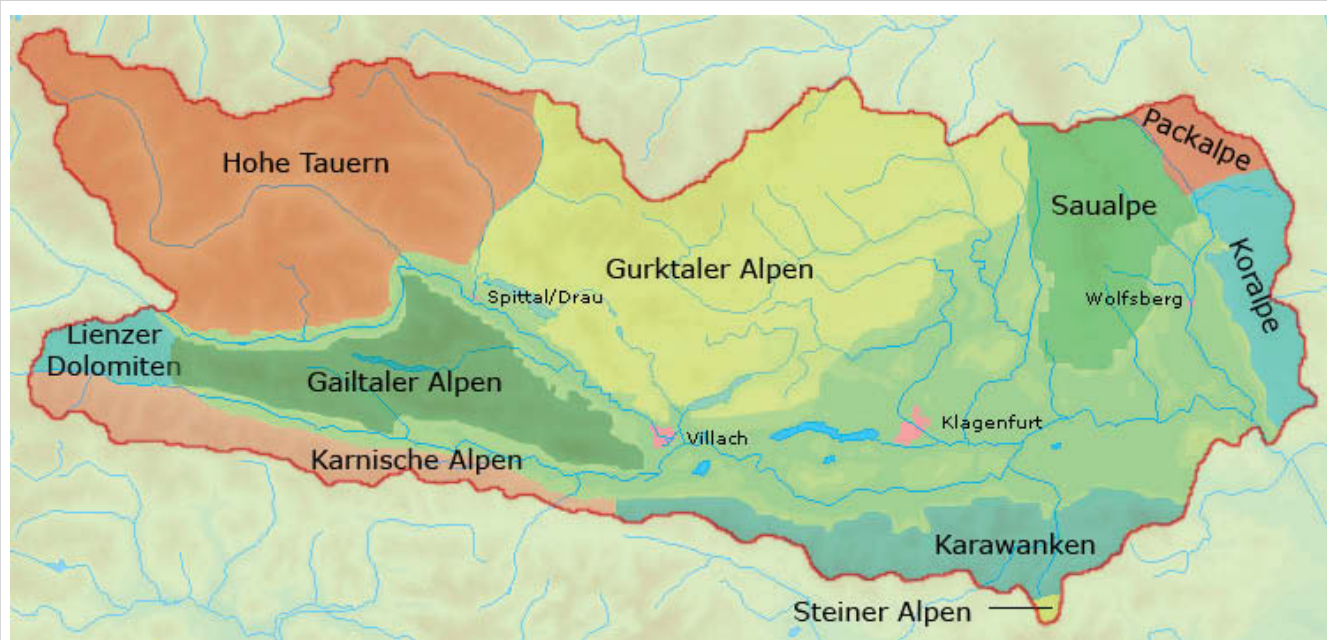 Packalpe
Hohe Tauern
Saualpe
Gurktaler Alpen
Koralpe
Spittal/Drau
Wolfsberg
Lienzer
Dolomiten
Gailtaler Alpen
Klagenfurt
Villach
Karnische Alpen
Karawanken
Steiner Alpen